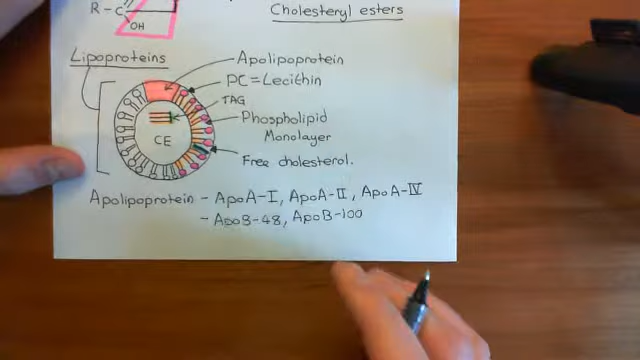 R-C
OH
Cholesteryl esters
Lipoproteins
Apolipoprotein
PC=Lecithin
TAG
Phospholipid
Monolayer
CE
Free cholesterol.
Apolipoprotein - ApoA-I, ApoA-II, ApoA-IV
- ApoB-48, ApoB-100